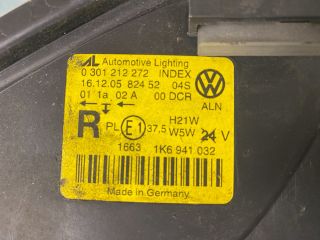 AL Automotive Lighting
0 301 212 272 INDEX
16.12.05 824 52 04S
01 1a 02 A 00 DCR
ALN
R PL E1 37.5 H21W
W5W 24 V
1663 1K6 941 032
Made in Germany